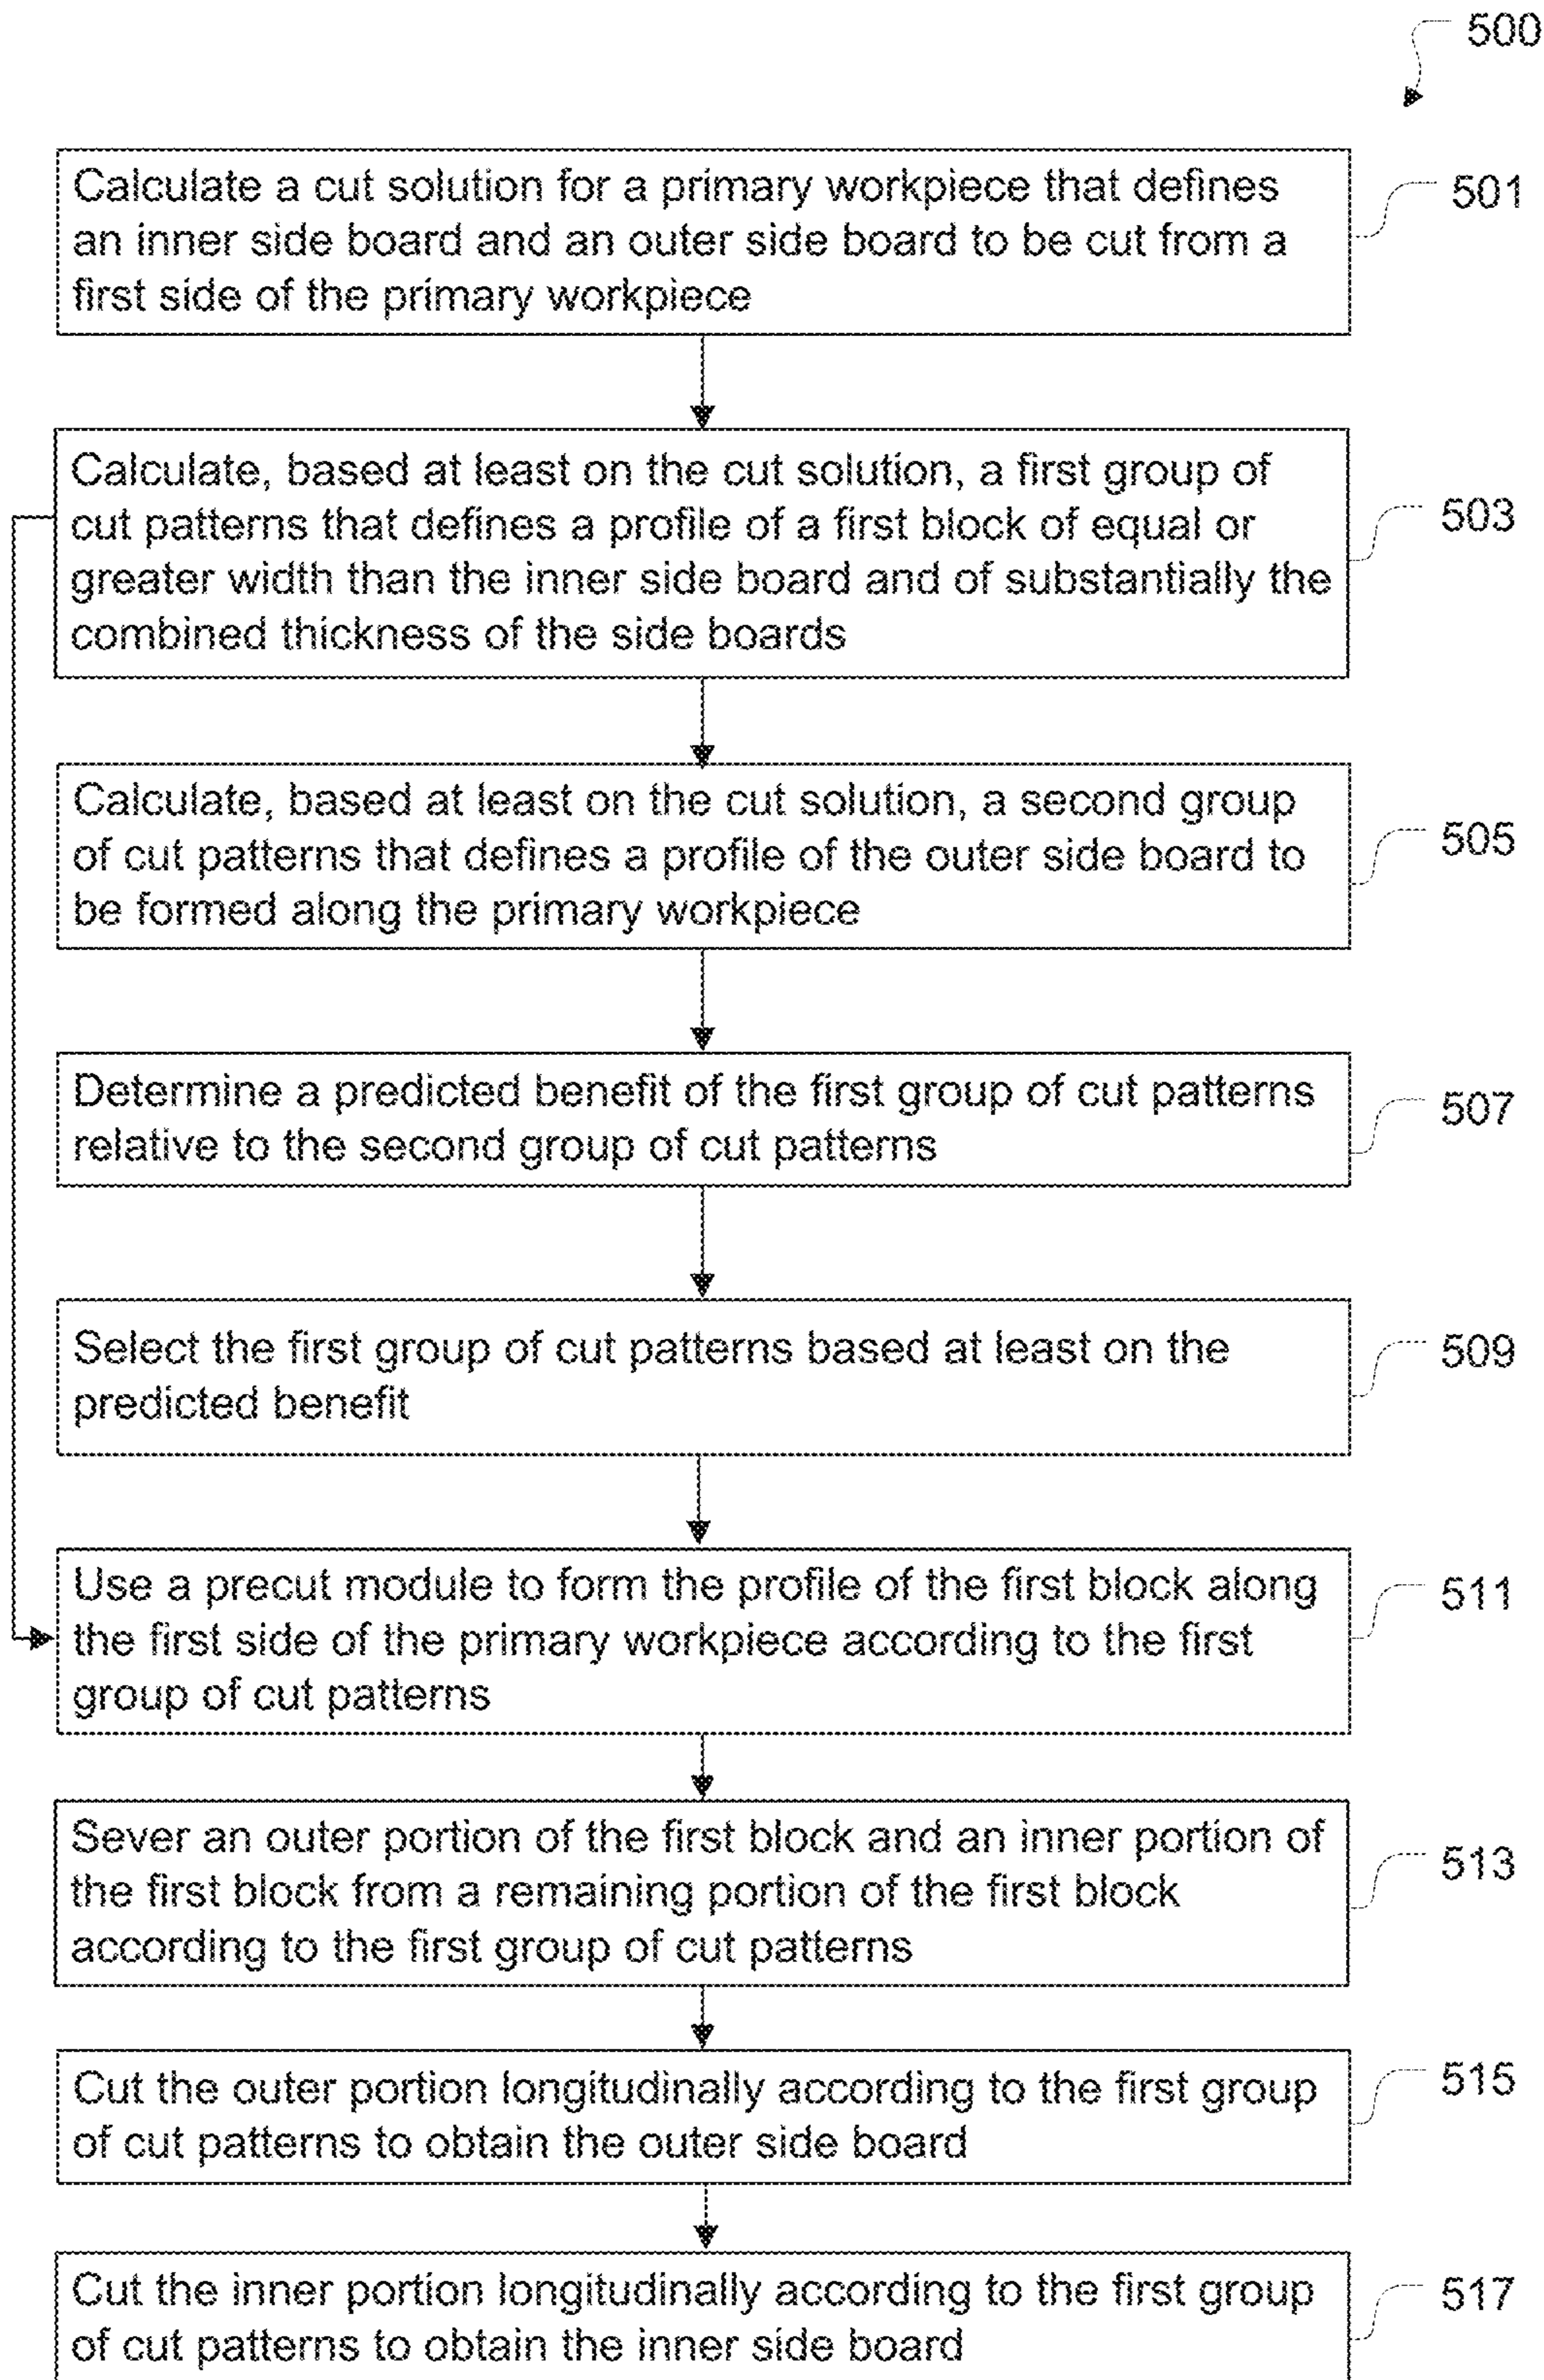 500
Calculate a cut solution for a primary workpiece that defines
an inner side board and an outer side board to be cut from a
first side of the primary workpiece
501
Calculate, based at least on the cut solution, a first group of
cut patterns that defines a profile of a first block of equal or
greater width than the inner side board and of substantially the
combined thickness of the side boards
503
Calculate, based at least on the cut solution, a second group
of cut patterns that defines a profile of the outer side board to
be formed along the primary workpiece
505
Determine a predicted benefit of the first group of cut patterns
relative to the second group of cut patterns
507
Select the first group of cut patterns based at least on the
predicted benefit
509
Use a precut module to form the profile of the first block along
the first side of the primary workpiece according to the first
group of cut patterns
511
Sever an outer portion of the first block and an inner portion of
the first block from a remaining portion of the first block
according to the first group of cut patterns
513
Cut the outer portion longitudinally according to the first group
of cut patterns to obtain the outer side board
515
Cut the inner portion longitudinally according to the first group
of cut patterns to obtain the inner side board
517